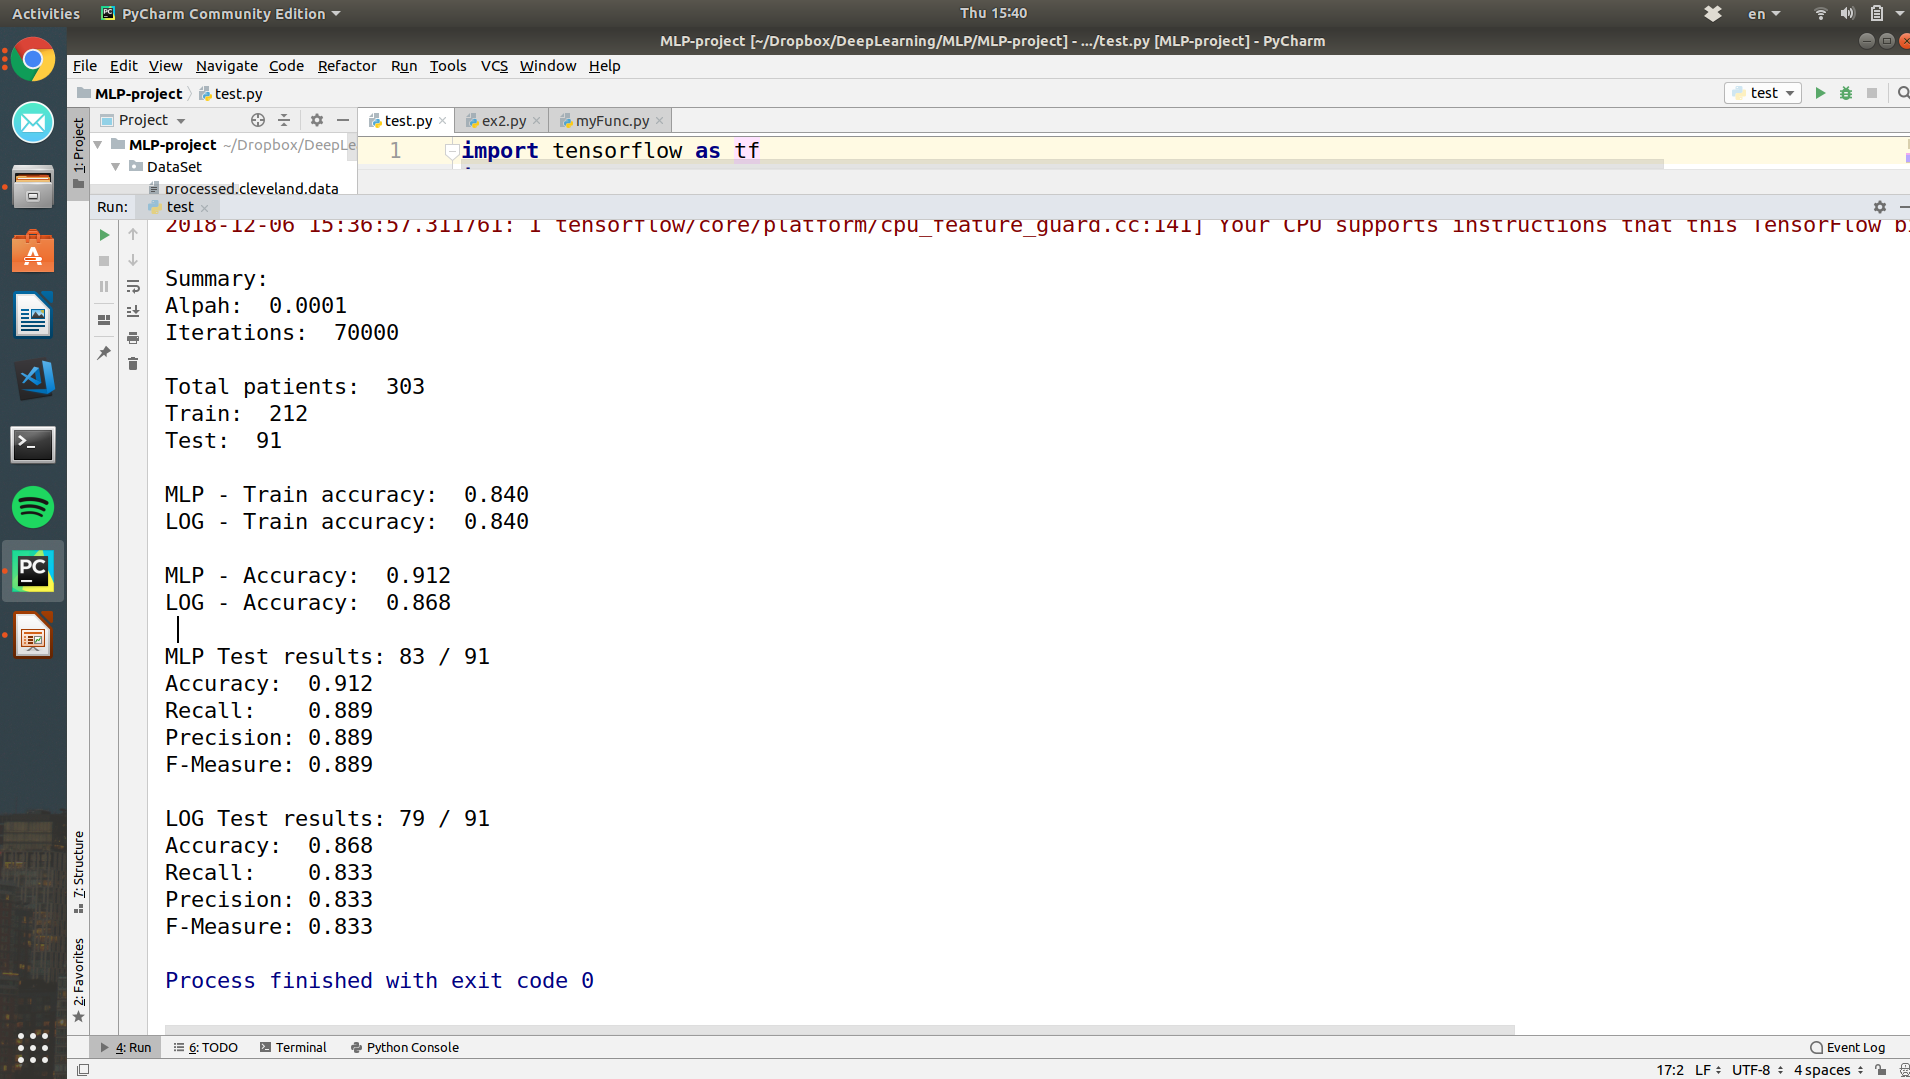 Activities PyCharm Community Edition Thu 15:40 en
MLP-project [~/Dropbox/DeepLearning/MLP/MLP-project] - .../test.py [MLP-project] - PyCharm
File Edit View Navigate Code Refactor Run Tools VCS Window Help
MLP-project test.py test
1: Project
Project test.py ex2.py myFunc.py
MLP-project ~/Dropbox/DeepLe
1 import tensorflow as tf
DataSet
processed.cleveland.data
Run: test
2018-12-06 15:36:57.311761: I tensorflow/core/platform/cpu_feature_guard.cc:141] Your CPU supports instructions that this TensorFlow bi
Summary:
Alpah:  0.0001
Iterations:  70000
Total patients:  303
Train:  212
Test:  91
MLP - Train accuracy:  0.840
LOG - Train accuracy:  0.840
MLP - Accuracy:  0.912
LOG - Accuracy:  0.868
MLP Test results: 83 / 91
Accuracy:  0.912
Recall:    0.889
Precision: 0.889
F-Measure: 0.889
LOG Test results: 79 / 91
Accuracy:  0.868
Recall:    0.833
Precision: 0.833
F-Measure: 0.833
Process finished with exit code 0
7: Structure
2: Favorites
4: Run 6: TODO Terminal Python Console Event Log
17:2 LF UTF-8 4 spaces